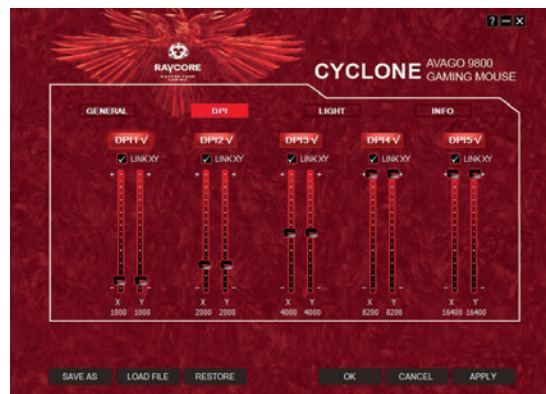 ? – X
RAYCORE
CYCLONE AVAGO 9800
GAMING MOUSE
GENERAL DPI LIGHT INFO
DPI1 √ DPI2 √ DPI3 √ DPI4 √ DPI5 √
LINK XY LINK XY LINK XY LINK XY LINK XY
+ + + + + + + + + +
- - - - - - - - - -
X Y X Y X Y X Y X Y
1000 1000 2000 2000 4000 4000 8200 8200 16400 16400
SAVE AS LOAD FILE RESTORE OK CANCEL APPLY